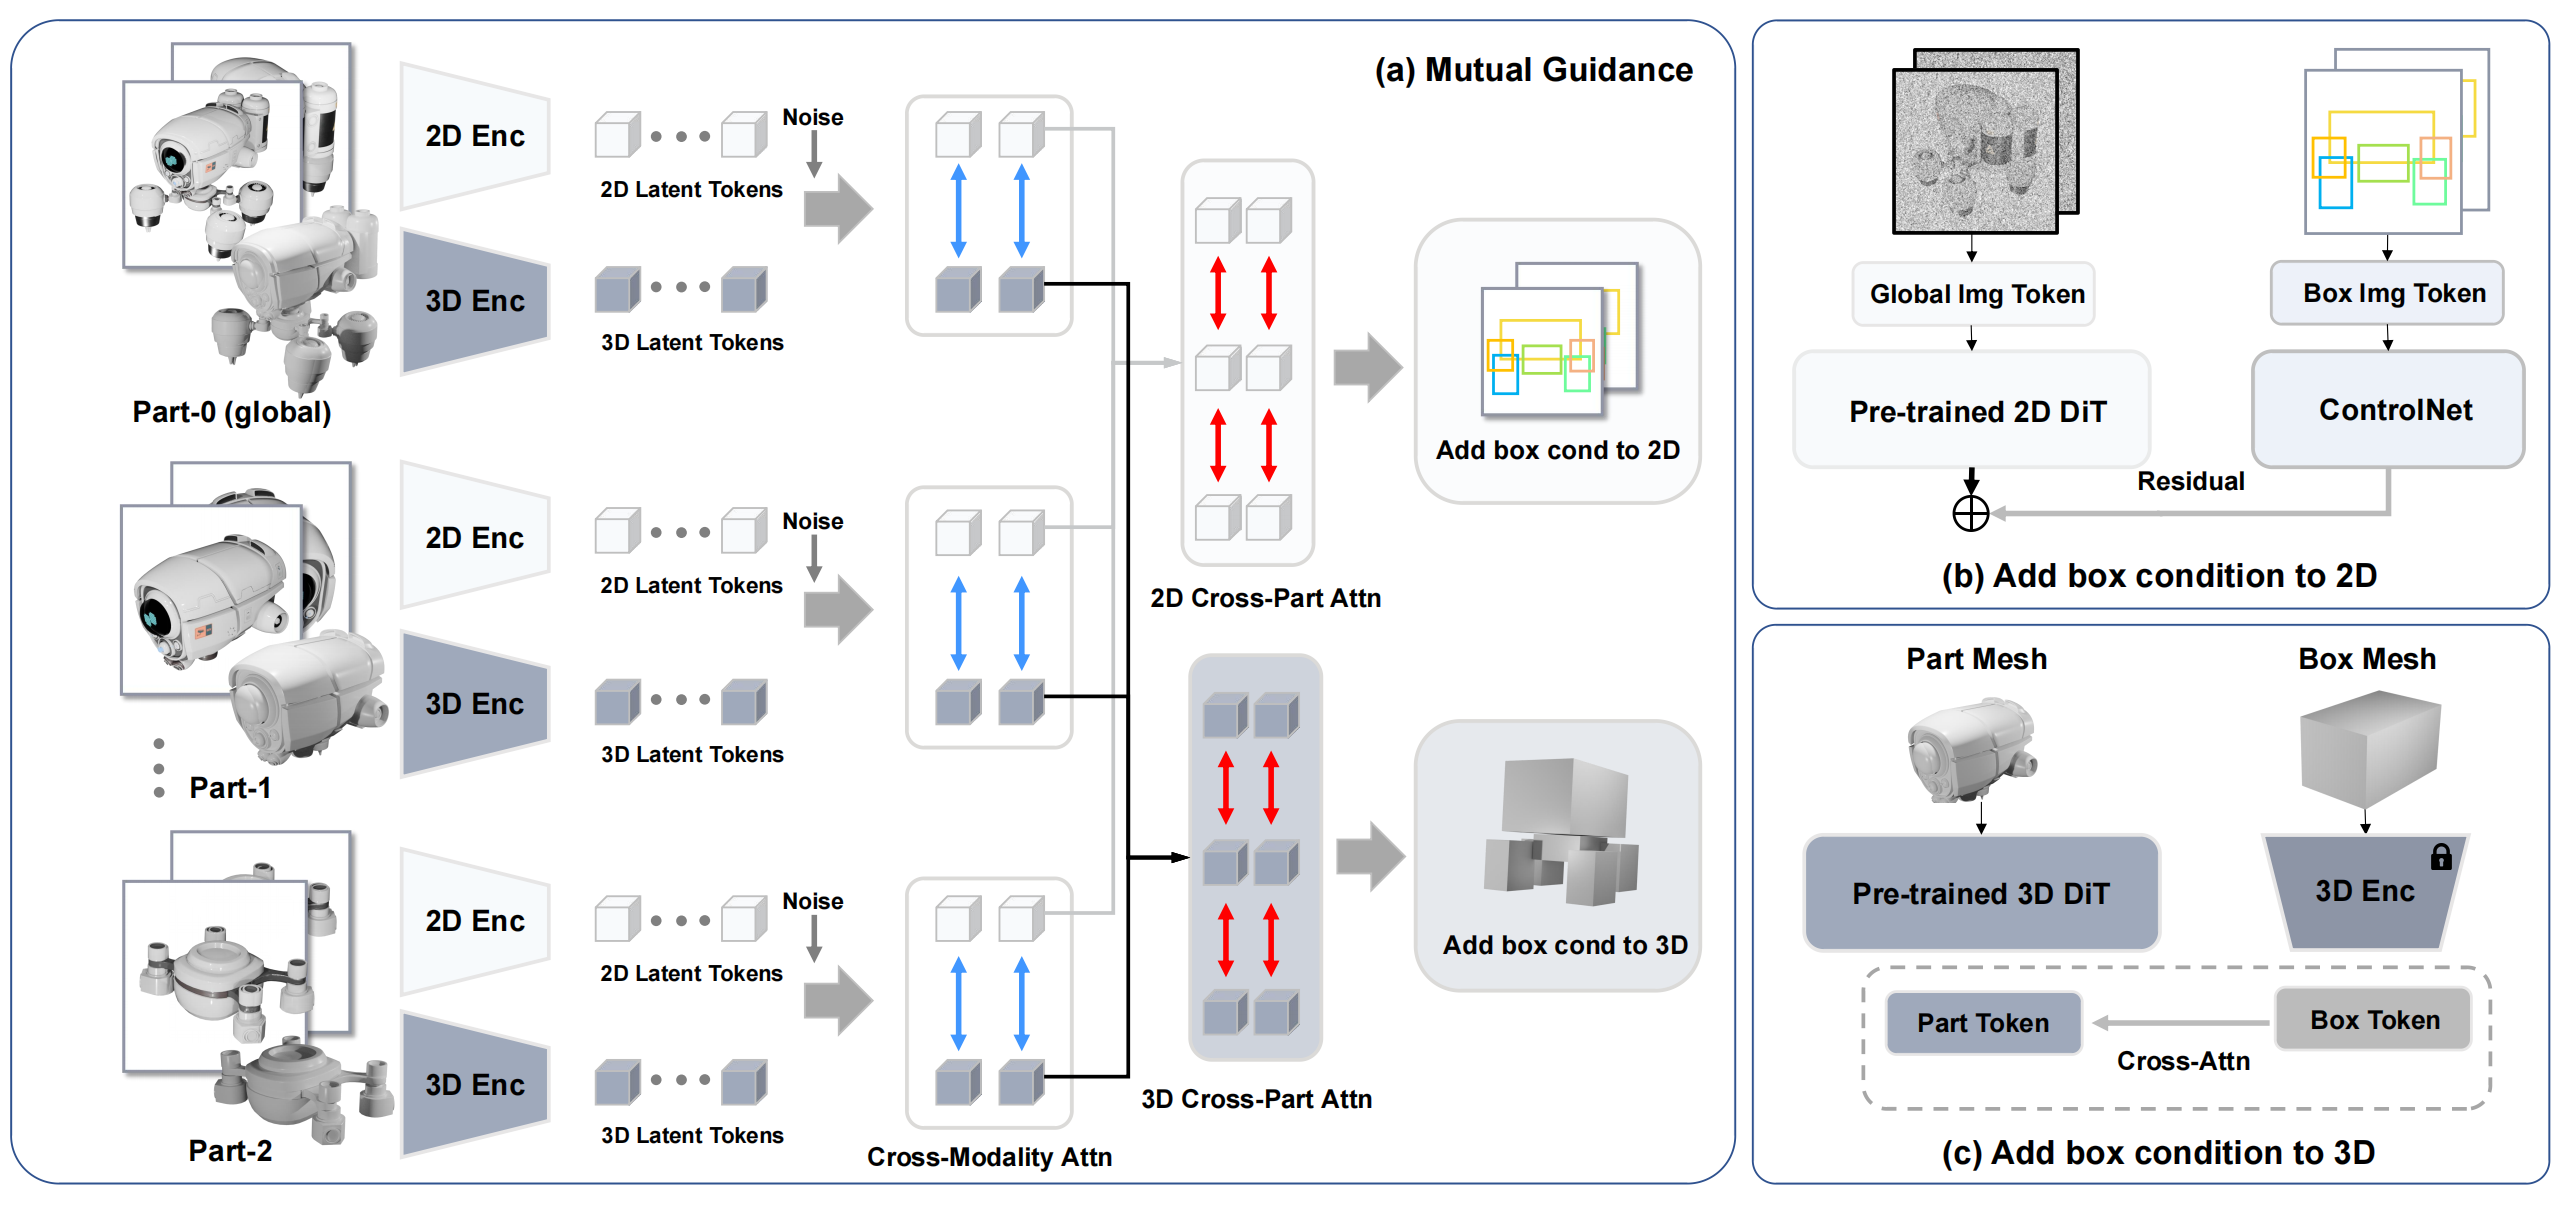 (a) Mutual Guidance
2D Enc
Noise
2D Latent Tokens
3D Enc
3D Latent Tokens
Part-0 (global)
2D Enc
Noise
2D Latent Tokens
3D Enc
3D Latent Tokens
Part-1
2D Enc
Noise
2D Latent Tokens
3D Enc
3D Latent Tokens
Part-2
Cross-Modality Attn
2D Cross-Part Attn
3D Cross-Part Attn
Add box cond to 2D
Add box cond to 3D
Global Img Token
Box Img Token
Pre-trained 2D DiT
ControlNet
Residual
(b) Add box condition to 2D
Part Mesh
Box Mesh
Pre-trained 3D DiT
3D Enc
Part Token
Box Token
Cross-Attn
(c) Add box condition to 3D